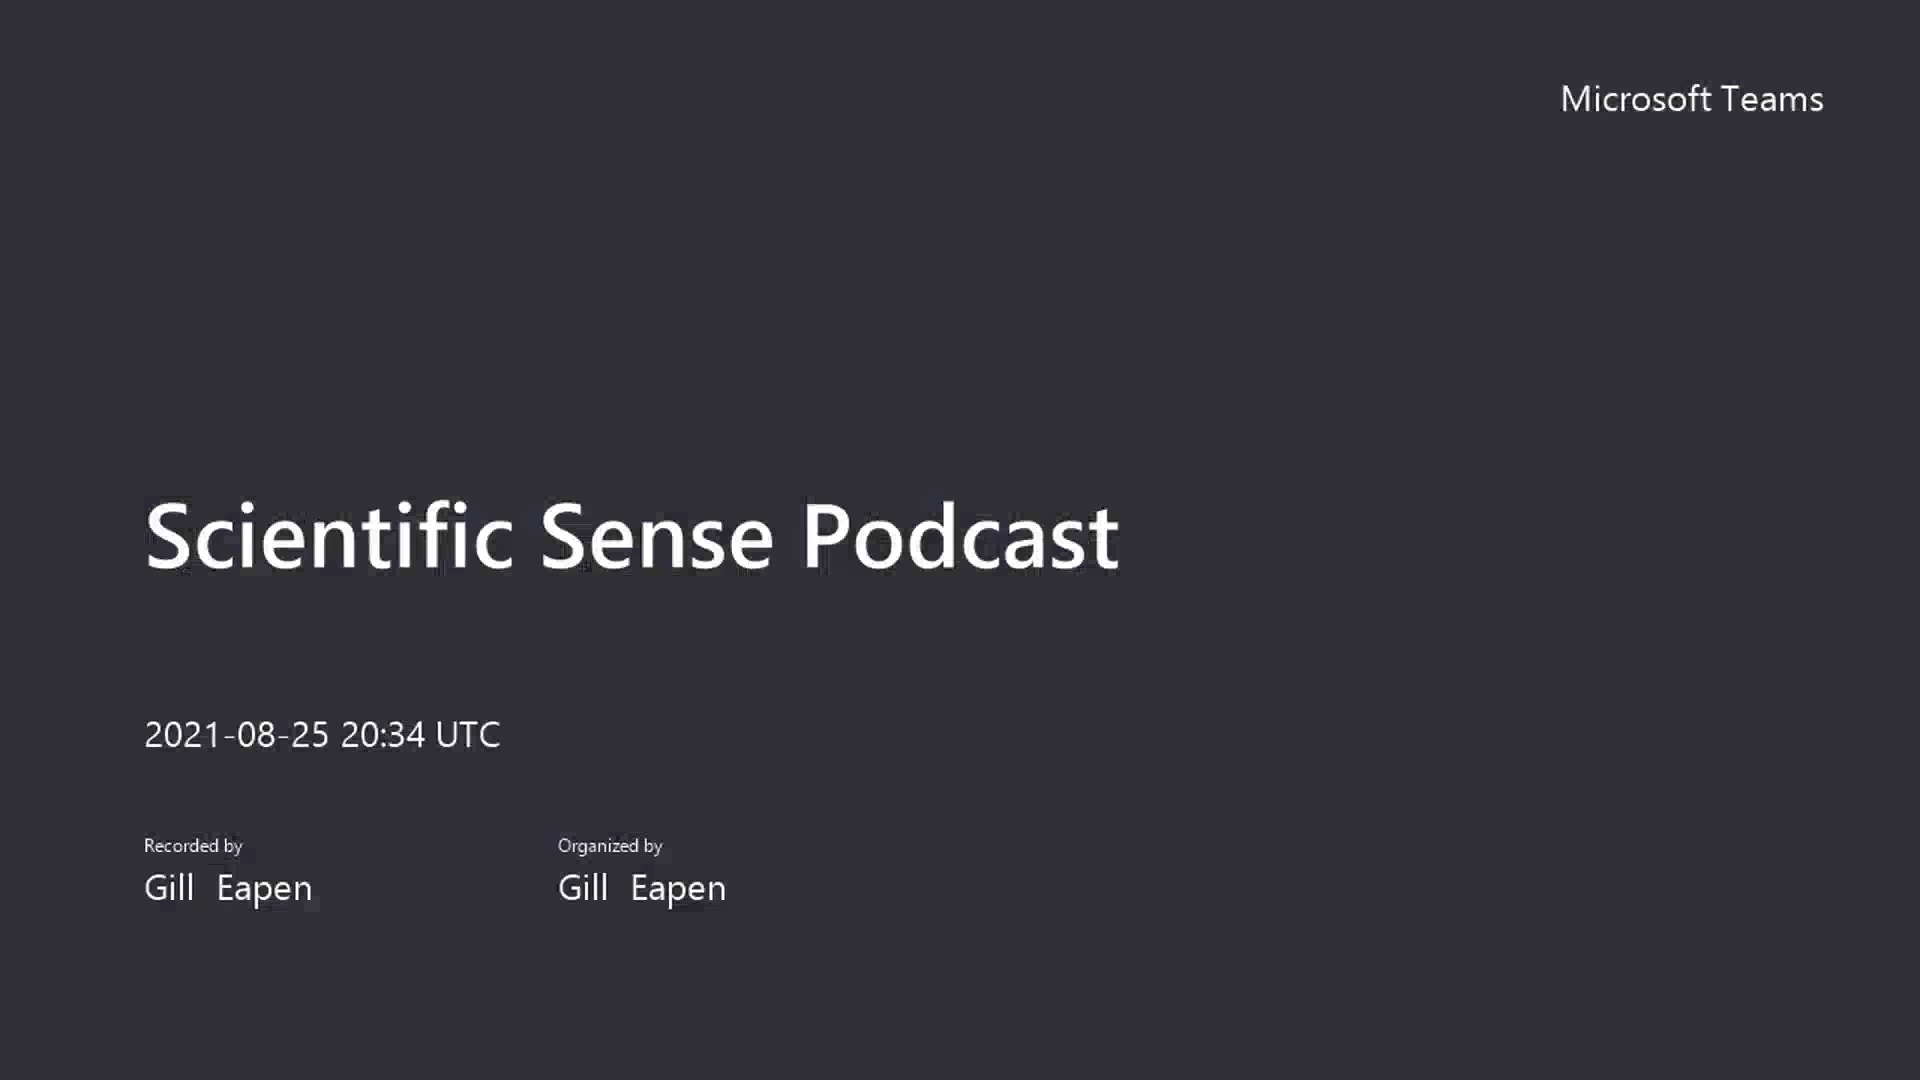 Microsoft Teams
Scientific Sense Podcast
2021-08-25 20:34 UTC
Recorded by
Gill Eapen
Organized by
Gill Eapen